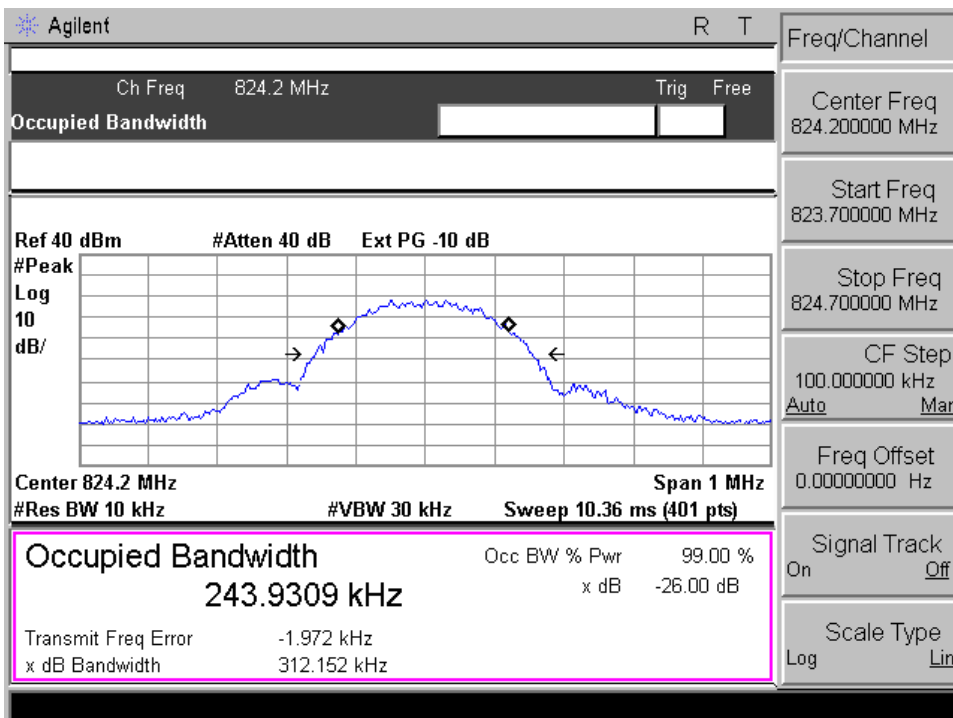 Agilent R T
Ch Freq 824.2 MHz Trig Free
Occupied Bandwidth
Ref 40 dBm #Atten 40 dB Ext PG -10 dB
#Peak
Log
10
dB/
Center 824.2 MHz Span 1 MHz
#Res BW 10 kHz #VBW 30 kHz Sweep 10.36 ms (401 pts)
Occupied Bandwidth
243.9309 kHz
Occ BW % Pwr 99.00 %
x dB -26.00 dB
Transmit Freq Error -1.972 kHz
x dB Bandwidth 312.152 kHz
Freq/Channel
Center Freq
824.200000 MHz
Start Freq
823.700000 MHz
Stop Freq
824.700000 MHz
CF Step
100.000000 kHz
Auto Man
Freq Offset
0.00000000 Hz
Signal Track
On Off
Scale Type
Log Lin